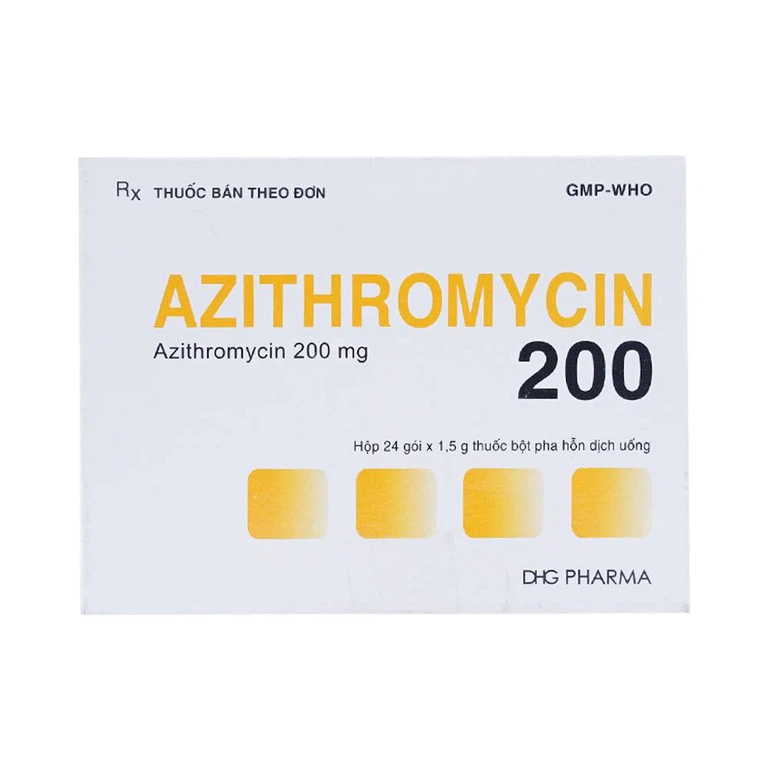 Rx THUỐC BÁN THEO ĐƠN GMP-WHO
AZITHROMYCIN
Azithromycin 200 mg
200
Hộp 24 gói x 1,5 g thuốc bột pha hỗn dịch uống
DHG PHARMA